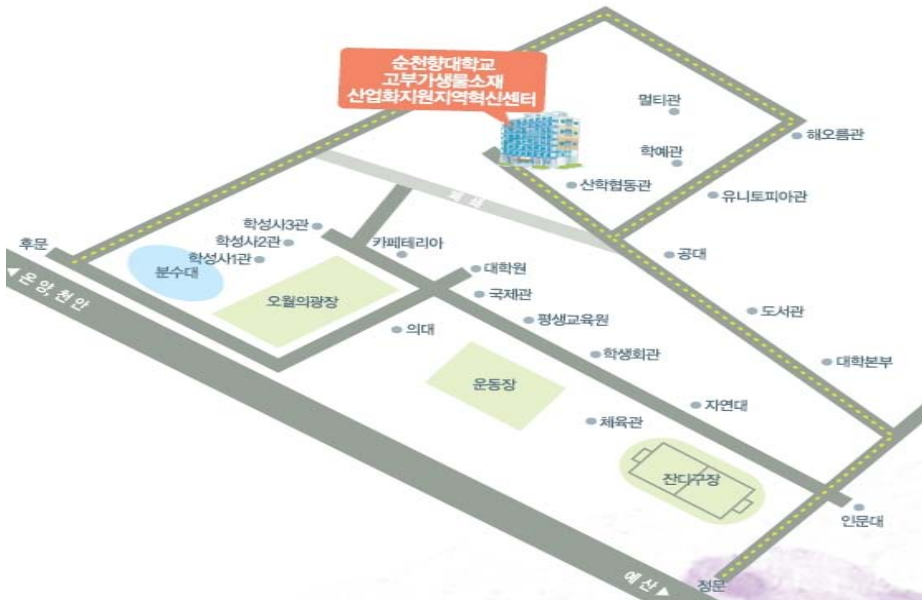 순천향대학교
고부가생물소재
산업화지원지역혁신센터
멀티관
해오름관
학예관
산학협동관
유니토피아관
학성사3관
학성사2관
학성사1관
카페테리아
후문
분수대
대학원
공대
◀온양,천안
오월의광장
국제관
도서관
의대
평생교육원
학생회관
대학본부
운동장
자연대
체육관
잔디구장
인문대
예산▶
정문